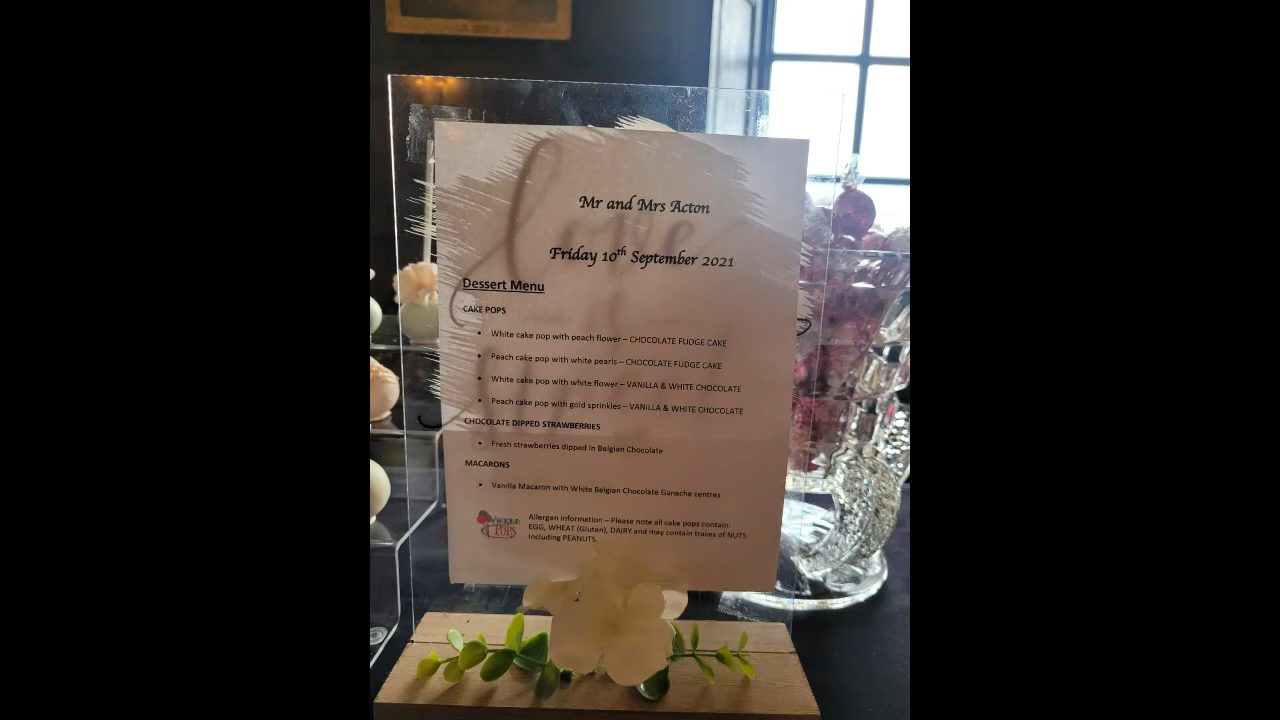 Mr and Mrs Acton
Friday 10th September 2021
Dessert Menu
CAKE POPS
• White cake pop with peach flower – CHOCOLATE FUDGE CAKE
• Peach cake pop with white pearls – CHOCOLATE FUDGE CAKE
• White cake pop with white flower – VANILLA & WHITE CHOCOLATE
• Peach cake pop with gold sprinkles – VANILLA & WHITE CHOCOLATE
CHOCOLATE DIPPED STRAWBERRIES
• Fresh strawberries dipped in Belgian Chocolate
MACARONS
• Vanilla Macaron with White Belgian Chocolate Ganache centres
POPS
Allergen information – Please note all cake pops contain:
EGG, WHEAT (Gluten), DAIRY and may contain traces of NUTS
including PEANUTS.
love